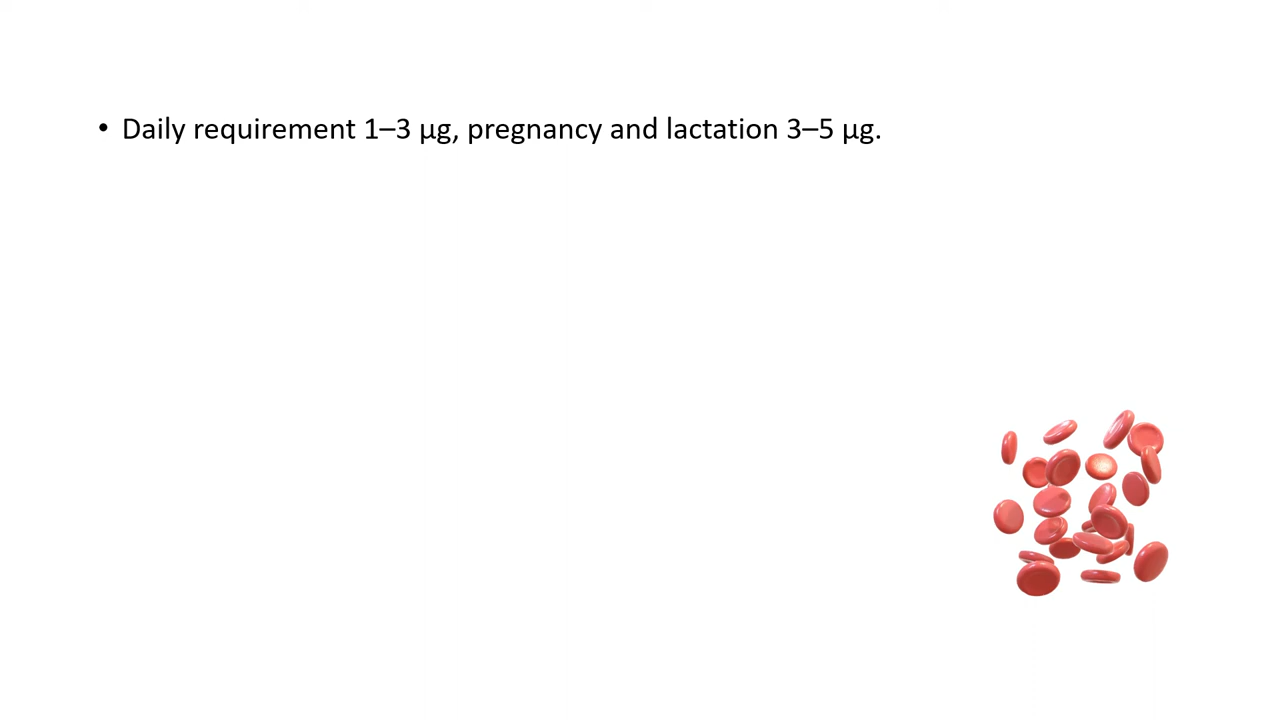 • Daily requirement 1–3 μg, pregnancy and lactation 3–5 μg.